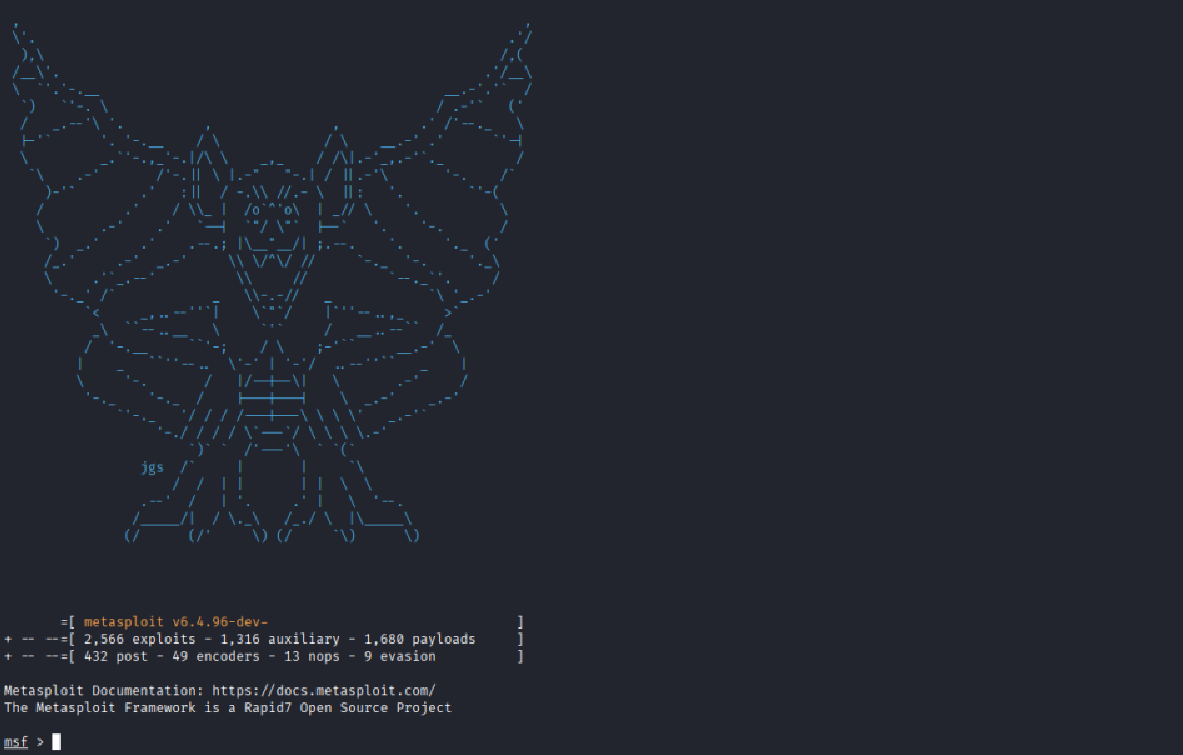 jgs
=[ metasploit v6.4.96-dev- ]
+ -- --=[ 2,566 exploits - 1,316 auxiliary - 1,680 payloads ]
+ -- --=[ 432 post - 49 encoders - 13 nops - 9 evasion ]
Metasploit Documentation: https://docs.metasploit.com/
The Metasploit Framework is a Rapid7 Open Source Project
msf >